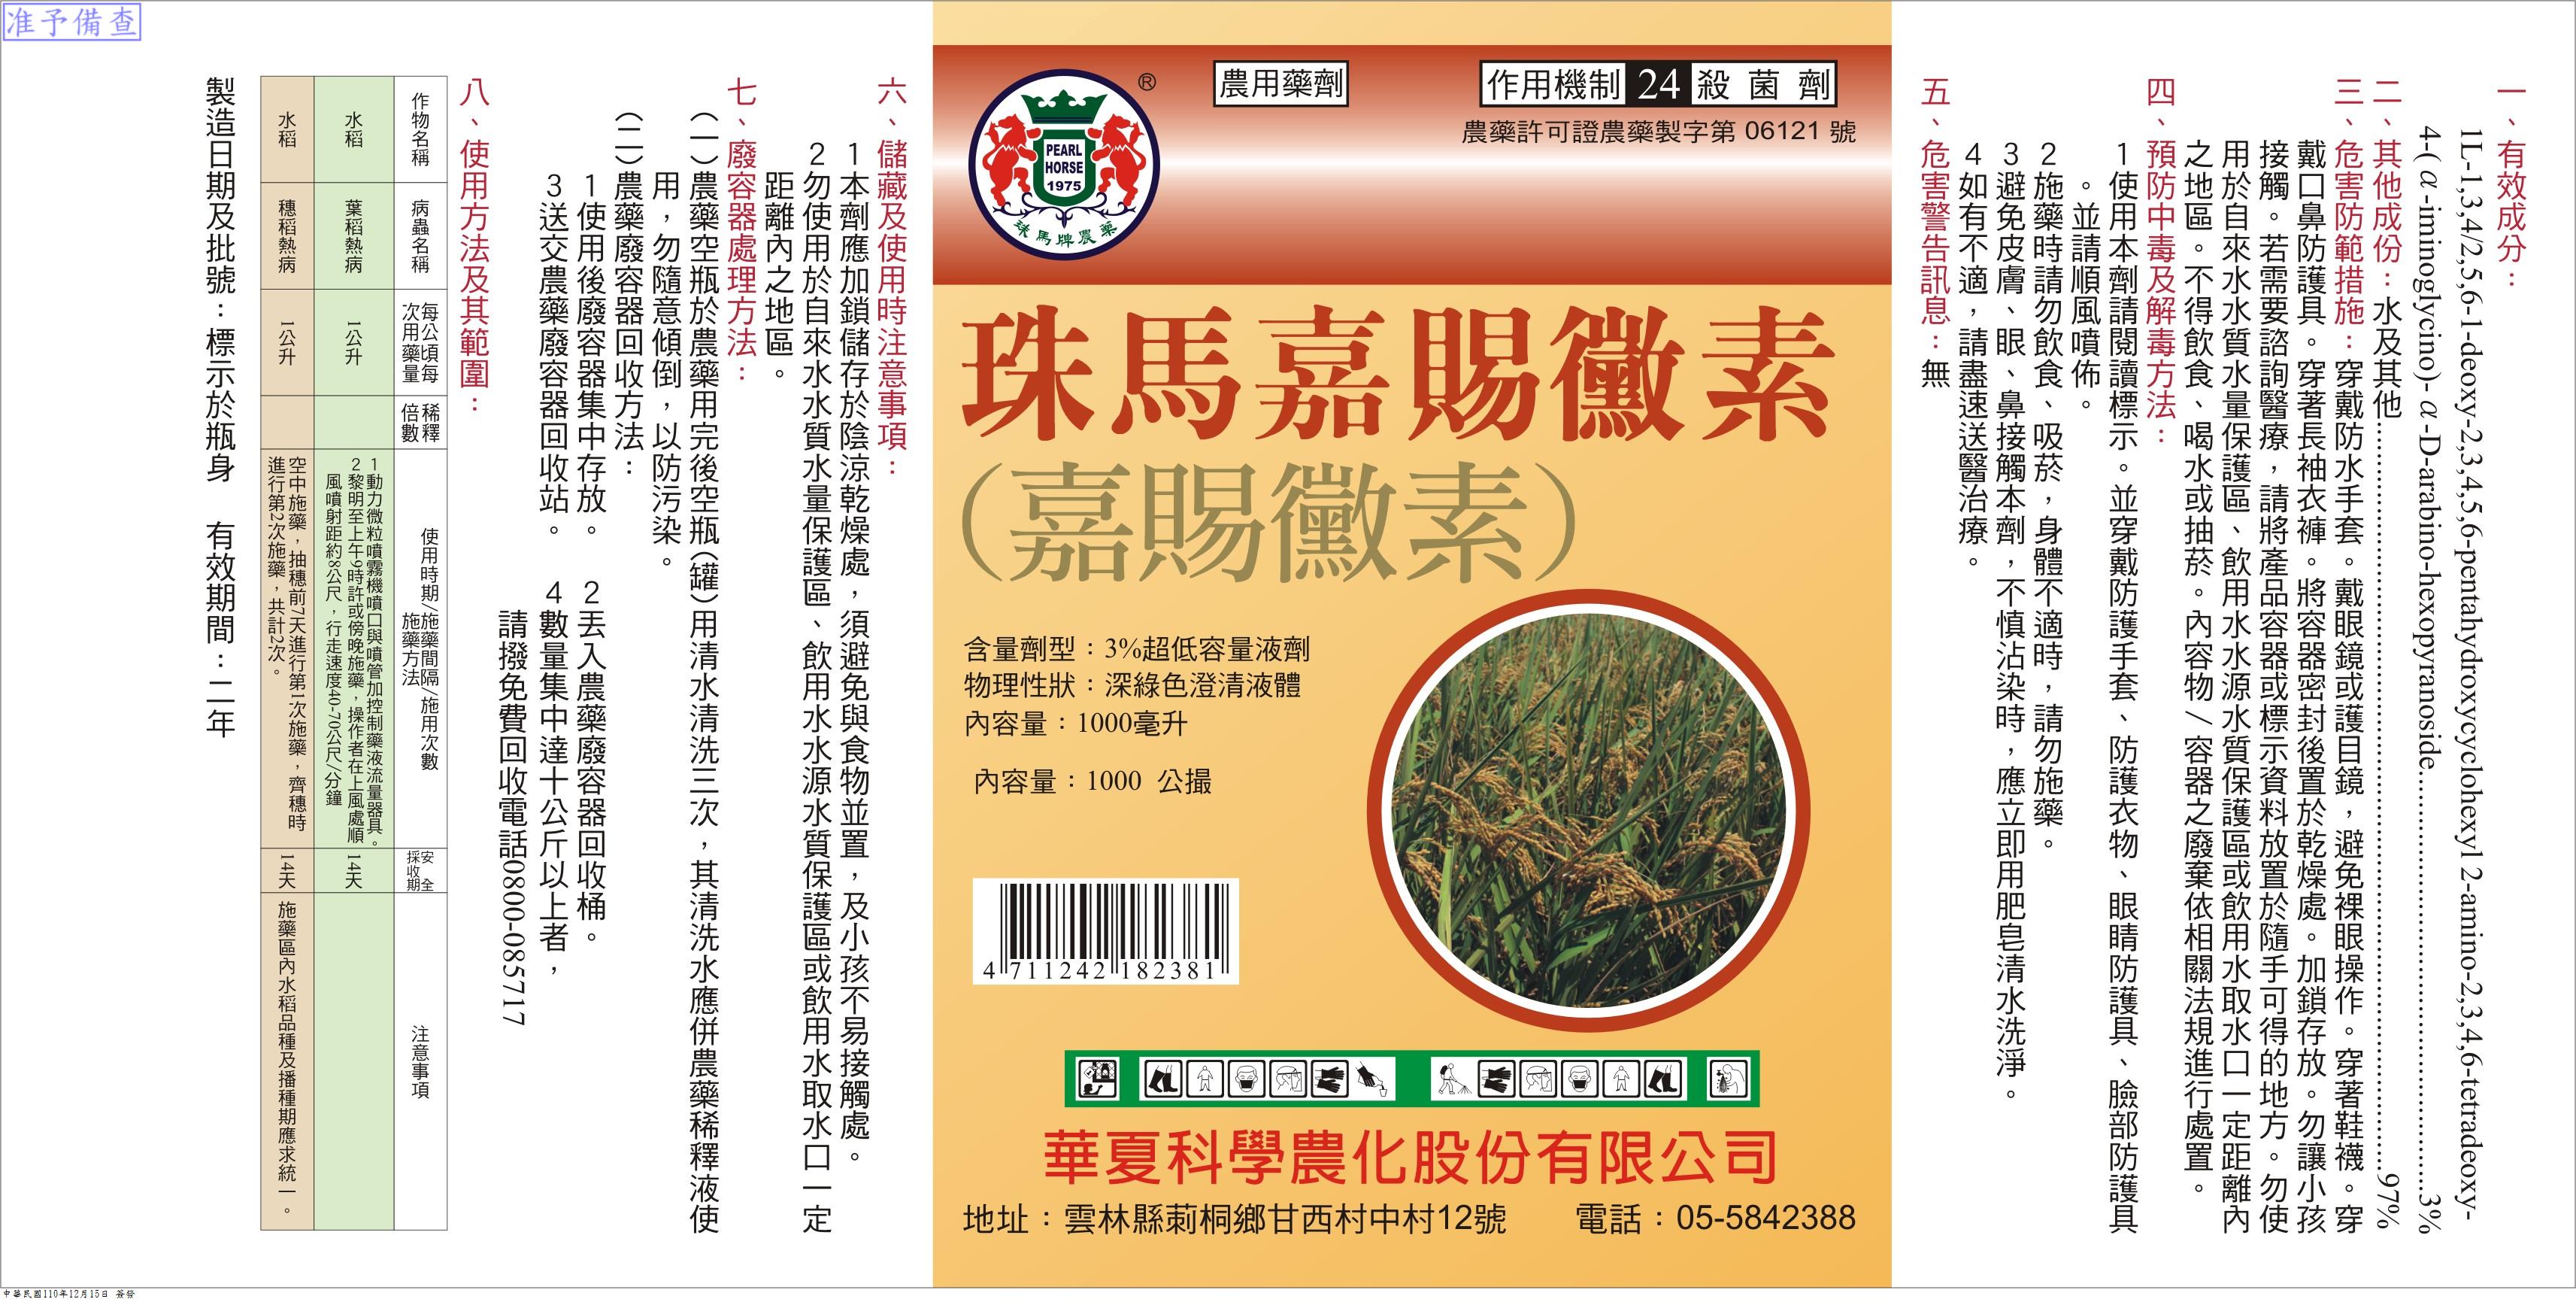 准予備查
農用藥劑
作用機制 24 殺菌劑
農藥許可證農藥製字第 06121 號
®
PEARL
HORSE
1975
珠馬牌農藥
珠馬嘉賜黴素
（嘉賜黴素）
含量劑型：3%超低容量液劑
物理性狀：深綠色澄清液體
內容量：1000毫升
內容量：1000 公撮
4 711242 182381
華夏科學農化股份有限公司
地址：雲林縣莿桐鄉甘西村中村12號 電話：05-5842388
一、有效成分：
1L-1,3,4/2,5,6-1-deoxy-2,3,4,5,6-pentahydroxycyclohexyl 2-amino-2,3,4,6-tetradeoxy-
4-(α-iminoglycino)-α-D-arabino-hexopyranoside..........3%
二、其他成份：水及其他..........97%
三、危害防範措施：穿戴防水手套。戴眼鏡或護目鏡，避免裸眼操作。穿著鞋襪。穿
戴口鼻防護具。穿著長袖衣褲。將容器密封後置於乾燥處。加鎖存放。勿讓小孩
接觸。若需要諮詢醫療，請將產品容器或標示資料放置於隨手可得的地方。勿使
用於自來水水質水量保護區、飲用水水源水質保護區或飲用水取水口一定距離內
之地區。不得飲食、喝水或抽菸。內容物／容器之廢棄依相關法規進行處置。
四、預防中毒及解毒方法：
1使用本劑請閱讀標示。並穿戴防護手套、防護衣物、眼睛防護具、臉部防護具
。並請順風噴佈。
2施藥時請勿飲食、吸菸，身體不適時，請勿施藥。
3避免皮膚、眼、鼻接觸本劑，不慎沾染時，應立即用肥皂清水洗淨。
4如有不適，請盡速送醫治療。
五、危害警告訊息：無
六、儲藏及使用時注意事項：
1本劑應加鎖儲存於陰涼乾燥處，須避免與食物並置，及小孩不易接觸處。
2勿使用於自來水水質水量保護區、飲用水水源水質保護區或飲用水取水口一定
距離內之地區。
七、廢容器處理方法：
（一）農藥空瓶於農藥用完後空瓶（罐）用清水清洗三次，其清洗水應併農藥稀釋液使
用，勿隨意傾倒，以防污染。
（二）農藥廢容器回收方法：
1使用後廢容器集中存放。 2丟入農藥廢容器回收桶。
3送交農藥廢容器回收站。 4數量集中達十公斤以上者，
請撥免費回收電話0800-085717
八、使用方法及其範圍：
作物名稱 病蟲名稱 每公頃每次用藥量 稀釋倍數 使用時期/施藥間隔/施用次數 施藥方法 安全採收期 注意事項
水稻 葉稻熱病 1公升 1動力微粒噴霧機噴口與噴管加控制藥液流量器具。
2黎明至上午9時許或傍晚施藥，操作者在上風處順
風噴射距約8公尺，行走速度40-70公尺/分鐘 14天
水稻 穗稻熱病 1公升 空中施藥，抽穗前7天進行第1次施藥，齊穗時
進行第2次施藥，共計2次。 14天 施藥區內水稻品種及播種期應求統一。
製造日期及批號：標示於瓶身 有效期間：二年
中華民國110年12月15日 簽發